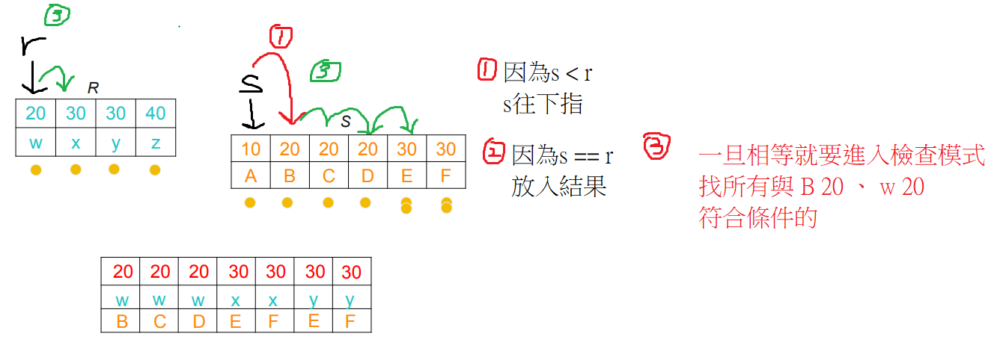 3
r
R
20 30 30 40
w x y z
1
s
3
S
10 20 20 20 30 30
A B C D E F
1 因為s < r
s往下指
2 因為s == r
放入結果
3 一旦相等就要進入檢查模式
找所有與 B 20 、 w 20
符合條件的
20 20 20 30 30 30 30
w w w x x y y
B C D E F E F